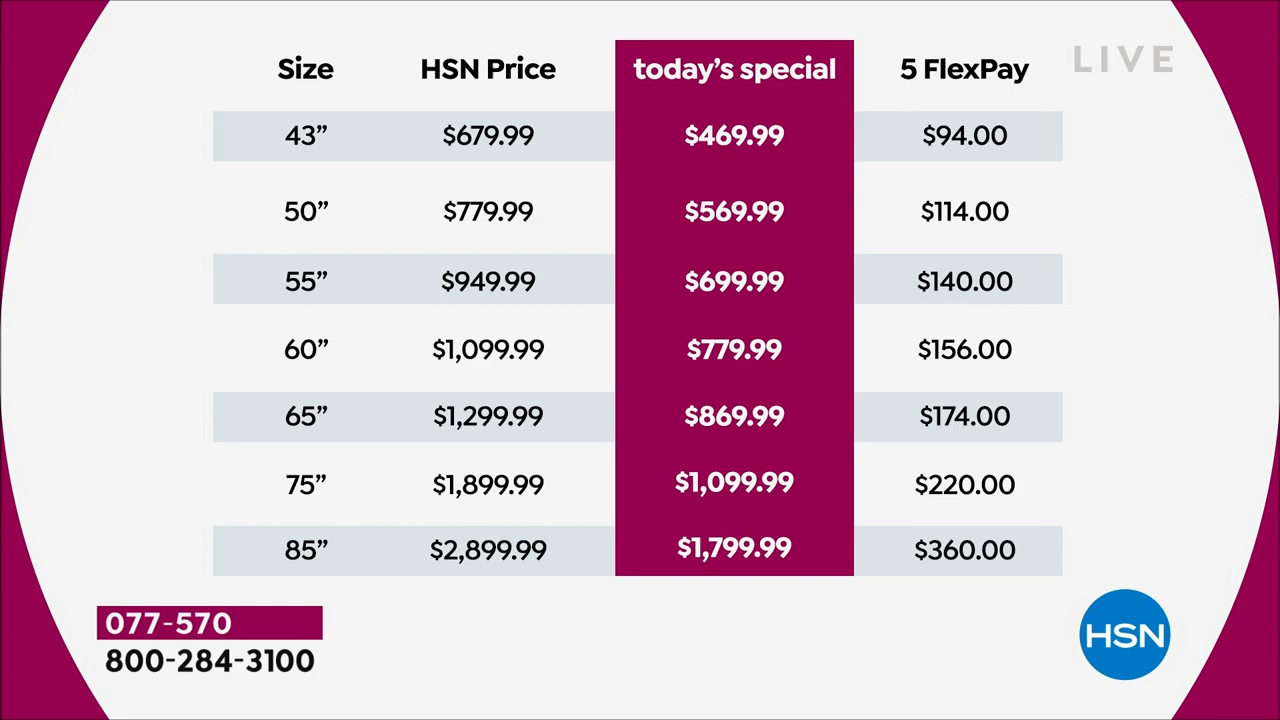 LIVE
Size HSN Price today’s special 5 FlexPay
43” $679.99 $469.99 $94.00
50” $779.99 $569.99 $114.00
55” $949.99 $699.99 $140.00
60” $1,099.99 $779.99 $156.00
65” $1,299.99 $869.99 $174.00
75” $1,899.99 $1,099.99 $220.00
85” $2,899.99 $1,799.99 $360.00
077-570
800-284-3100
HSN